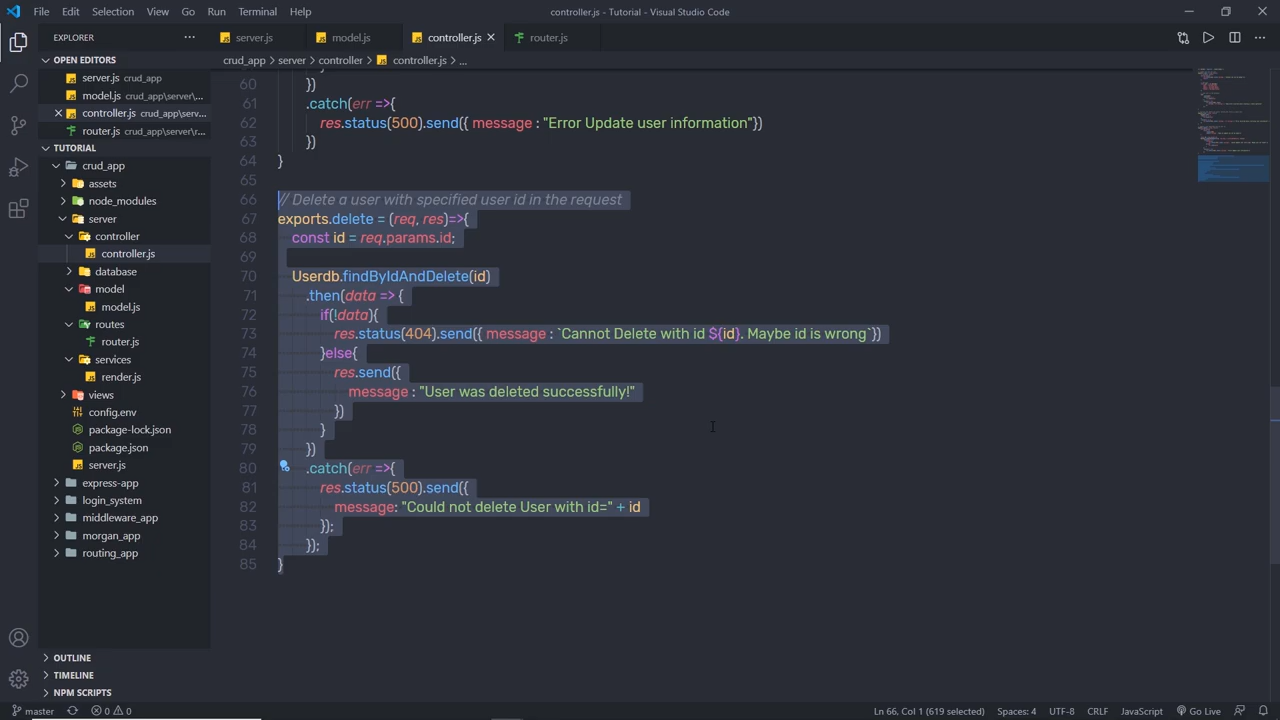 File Edit Selection View Go Run Terminal Help controller.js - Tutorial - Visual Studio Code
EXPLORER ··· server.js model.js controller.js router.js
OPEN EDITORS crud_app > server > controller > controller.js > ...
server.js crud_app
model.js crud_app\server\...
controller.js crud_app\serv...
router.js crud_app\server\r...
TUTORIAL
crud_app
assets
node_modules
server
controller
controller.js
database
model
model.js
routes
router.js
services
render.js
views
config.env
package-lock.json
package.json
server.js
express-app
login_system
middleware_app
morgan_app
routing_app
OUTLINE
TIMELINE
NPM SCRIPTS
60 })
61 .catch(err =>{
62 res.status(500).send({ message : "Error Update user information"})
63 })
64 }
65
66 // Delete a user with specified user id in the request
67 exports.delete = (req, res)=>{
68 const id = req.params.id;
69
70 Userdb.findByIdAndDelete(id)
71 .then(data => {
72 if(!data){
73 res.status(404).send({ message : `Cannot Delete with id ${id}. Maybe id is wrong`})
74 }else{
75 res.send({
76 message : "User was deleted successfully!"
77 })
78 }
79 })
80 .catch(err =>{
81 res.status(500).send({
82 message: "Could not delete User with id=" + id
83 });
84 });
85 }
master 0 0 Ln 66, Col 1 (619 selected) Spaces: 4 UTF-8 CRLF JavaScript Go Live